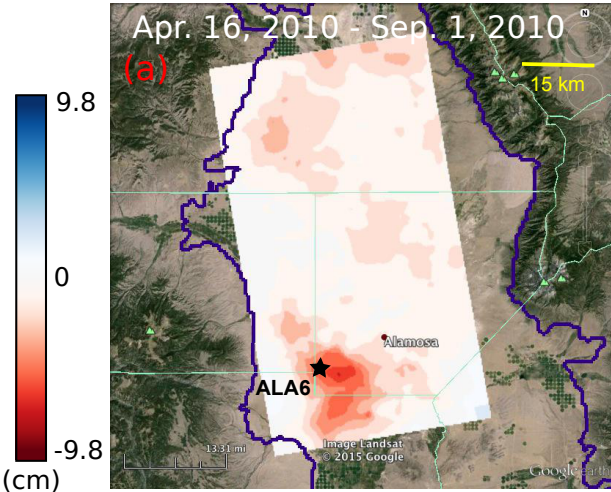 Apr. 16, 2010 - Sep. 1, 2010
(a)
N
15 km
9.8
0
-9.8
(cm)
Alamosa
ALA6
13.31 mi
Image Landsat
© 2015 Google
Google earth